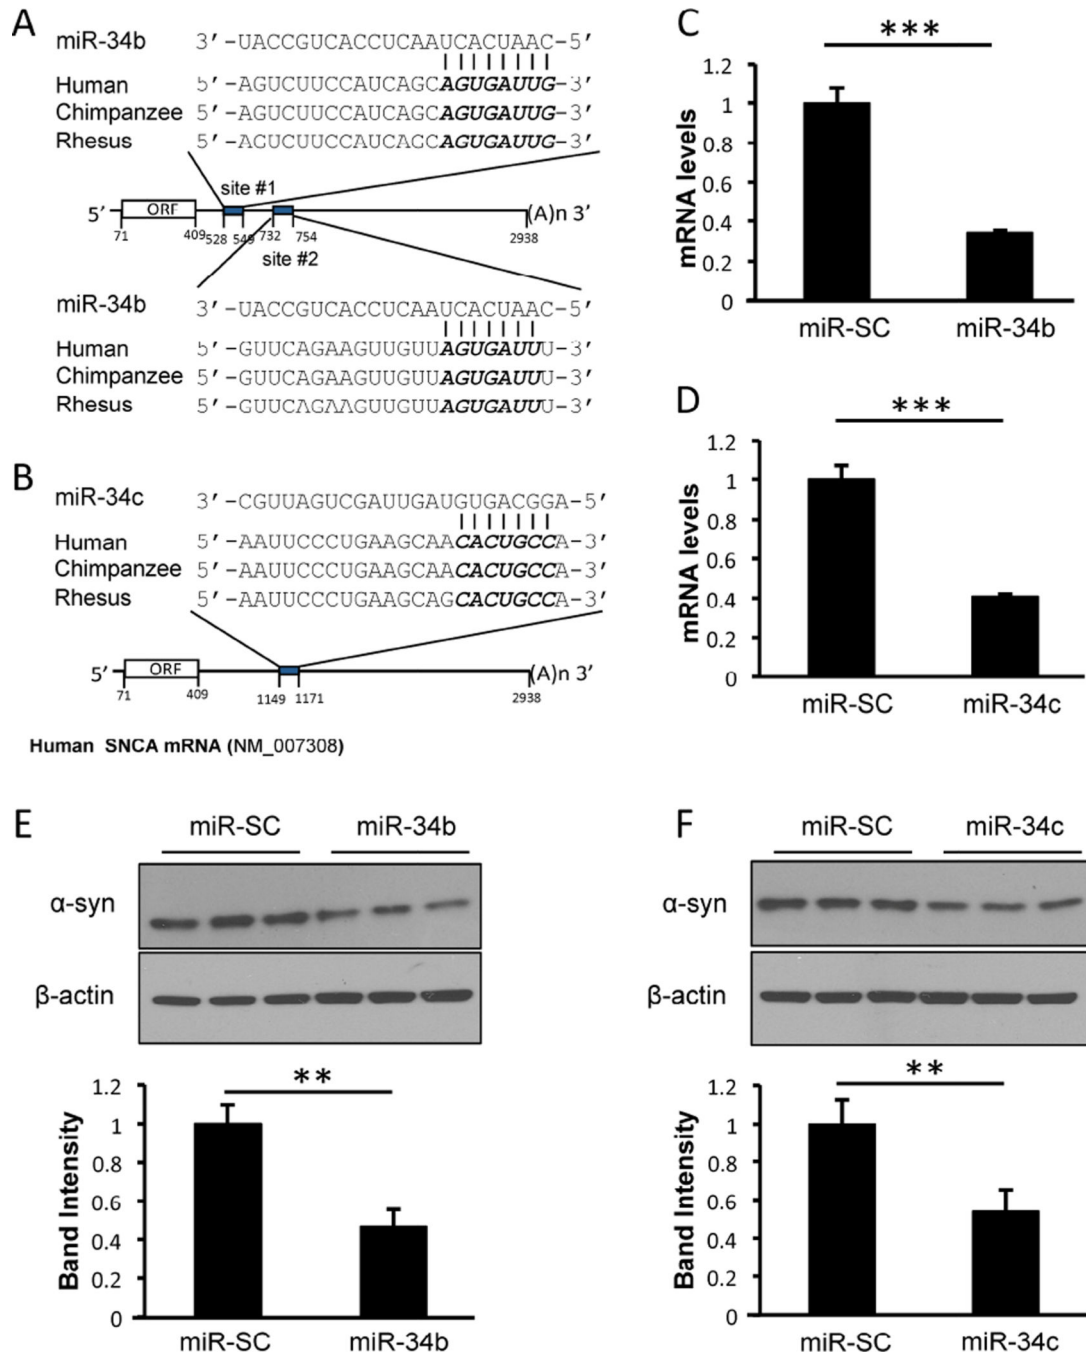 A
miR-34b 3’-UACCGUCACCUCAAUCACUAAC-5’
Human 5’-AGUCUUCCAUCAGCAGUGAUUG-3’
Chimpanzee 5’-AGUCUUCCAUCAGCAGUGAUUG-3’
Rhesus 5’-AGUCUUCCAUCAGCAGUGAUUG-3’
site #1
5’ ORF (A)n 3’
71 409 528 549 732 754 2938
site #2
miR-34b 3’-UACCGUCACCUCAAUCACUAAC-5’
Human 5’-GUUCAGAAGUUGUUAGUGAUUU-3’
Chimpanzee 5’-GUUCAGAAGUUGUUAGUGAUUU-3’
Rhesus 5’-GUUCAGAAGUUGUUAGUGAUUU-3’
B
miR-34c 3’-CGUUAGUCGAUUGAUGUGACGGA-5’
Human 5’-AAUUCCCUGAAGCAACACUGCCA-3’
Chimpanzee 5’-AAUUCCCUGAAGCAACACUGCCA-3’
Rhesus 5’-AAUUCCCUGAAGCAGCACUGCCA-3’
5’ ORF (A)n 3’
71 409 1149 1171 2938
Human SNCA mRNA (NM_007308)
C
***
mRNA levels
1.2
1
0.8
0.6
0.4
0.2
0
miR-SC miR-34b
D
***
mRNA levels
1.2
1
0.8
0.6
0.4
0.2
0
miR-SC miR-34c
E
miR-SC miR-34b
α-syn
β-actin
**
Band Intensity
1.2
1
0.8
0.6
0.4
0.2
0
miR-SC miR-34b
F
miR-SC miR-34c
α-syn
β-actin
**
Band Intensity
1.2
1
0.8
0.6
0.4
0.2
0
miR-SC miR-34c